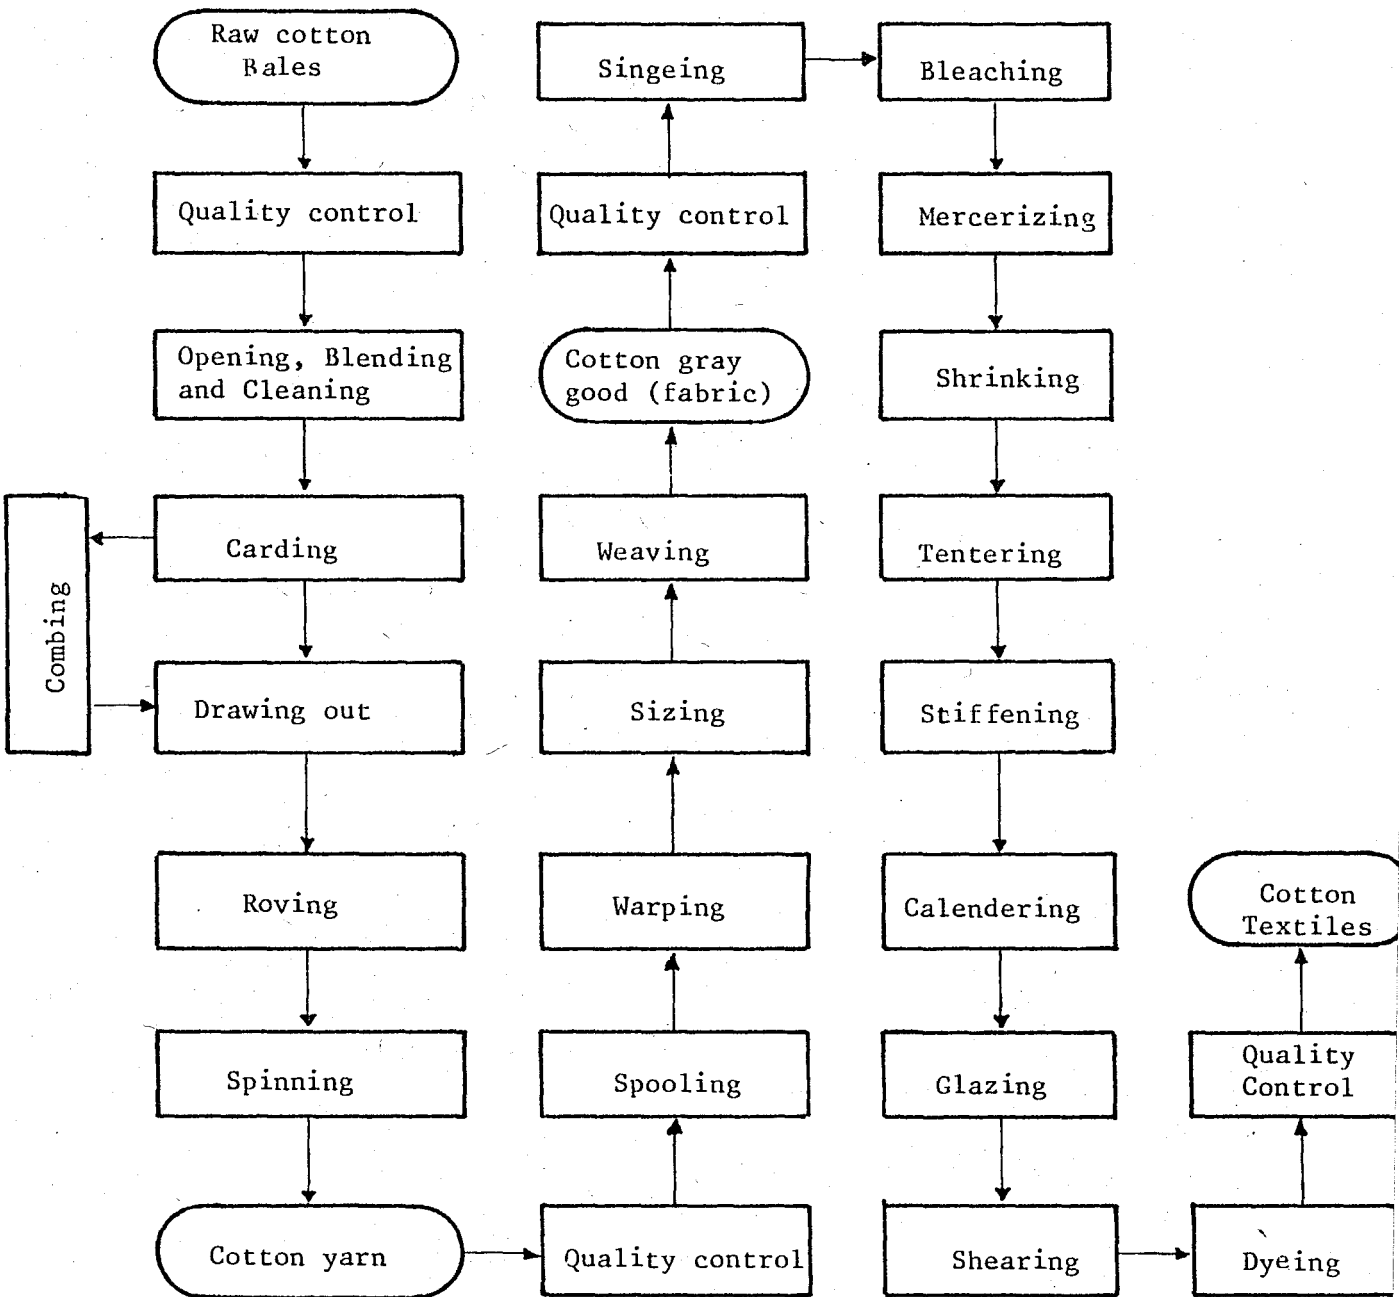 Raw cotton
Bales
Quality control
Opening, Blending
and Cleaning
Carding
Combing
Drawing out
Roving
Spinning
Cotton yarn
Quality control
Spooling
Warping
Sizing
Weaving
Cotton gray
good (fabric)
Quality control
Singeing
Bleaching
Mercerizing
Shrinking
Tentering
Stiffening
Calendering
Glazing
Shearing
Dyeing
Quality
Control
Cotton
Textiles